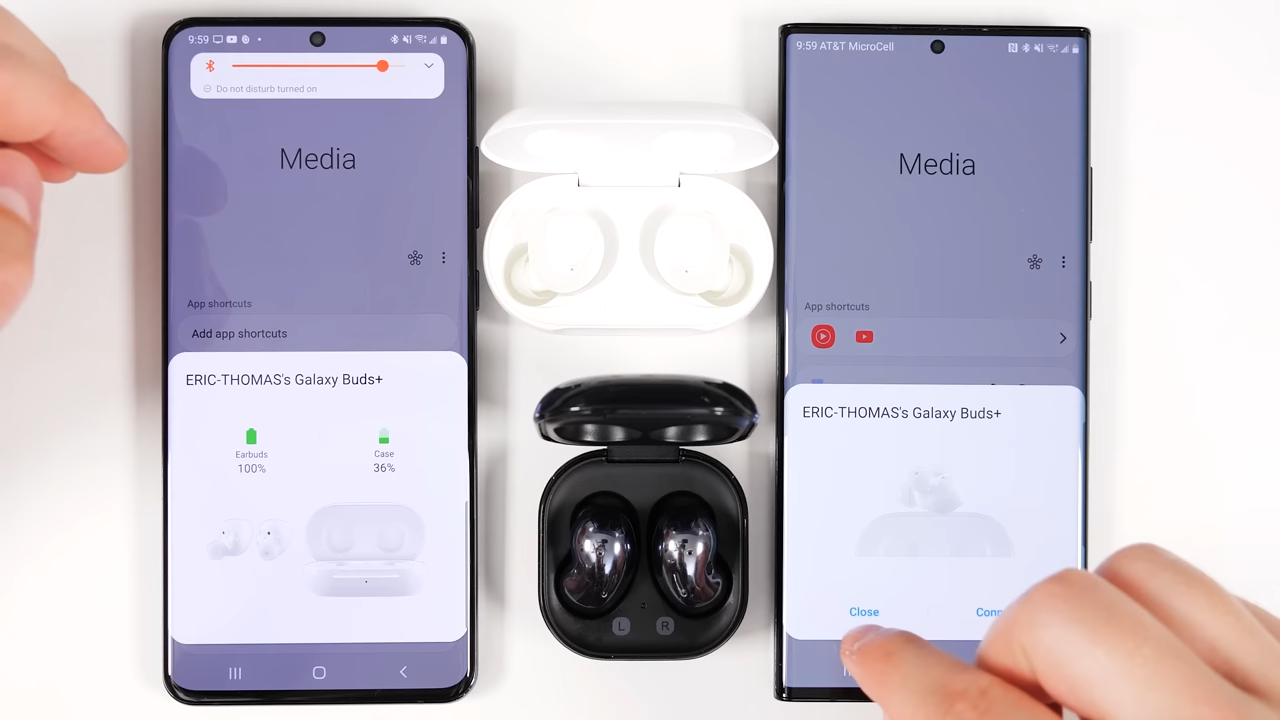 9:59
Do not disturb turned on
Media
App shortcuts
Add app shortcuts
ERIC-THOMAS's Galaxy Buds+
Earbuds
100%
Case
36%
L
R
9:59 AT&T MicroCell
Media
App shortcuts
ERIC-THOMAS's Galaxy Buds+
Close